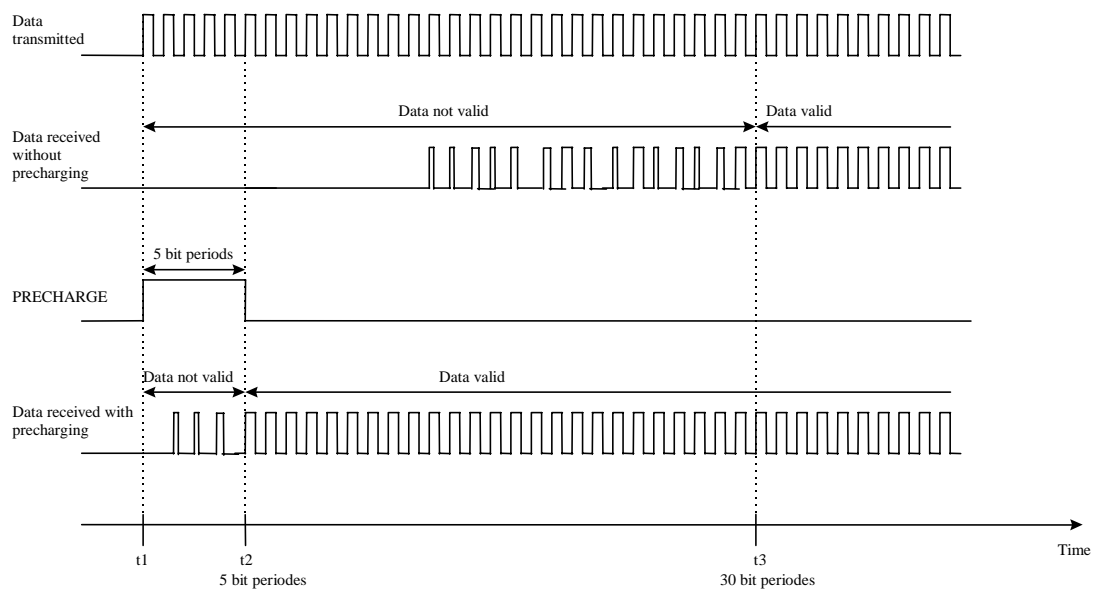 Data
transmitted
Data not valid
Data valid
Data received
without
precharging
5 bit periods
PRECHARGE
Data not valid
Data valid
Data received with
precharging
t1
t2
t3
Time
5 bit periodes
30 bit periodes